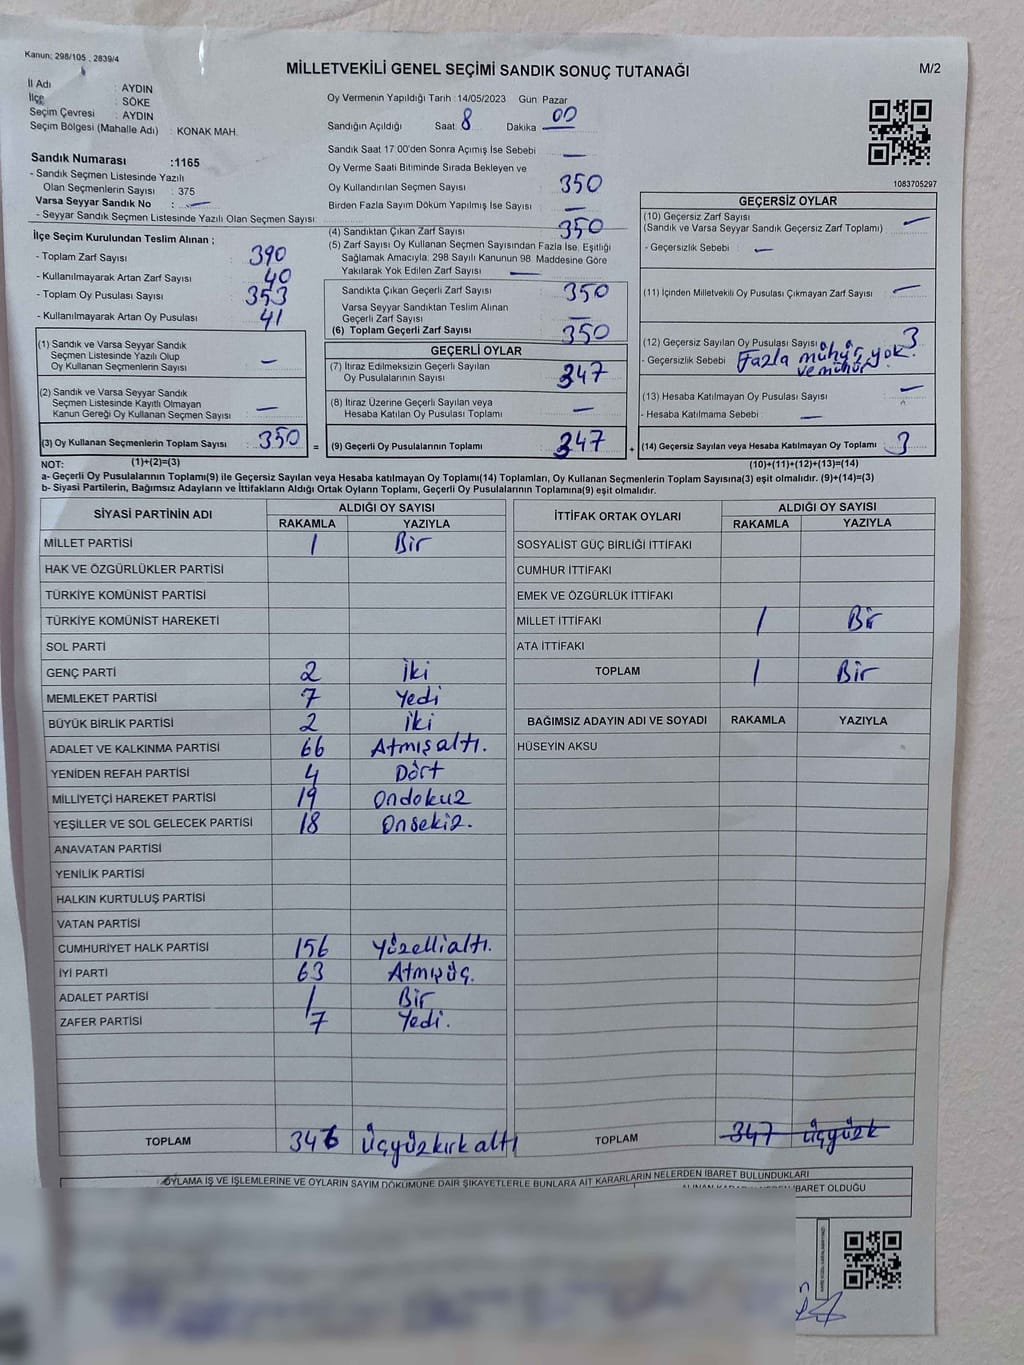 Kanun; 298/105 , 2839/4
MİLLETVEKİLİ GENEL SEÇİMİ SANDIK SONUÇ TUTANAĞI
M/2
İl Adı : AYDIN
İlçe : SÖKE
Seçim Çevresi : AYDIN
Seçim Bölgesi (Mahalle Adı) : KONAK MAH.
Oy Vermenin Yapıldığı Tarih :14/05/2023 Gün: Pazar
Sandığın Açıldığı Saat 8 Dakika 00
Sandık Saat 17:00'den Sonra Açımış İse Sebebi —
Oy Verme Saati Bitiminde Sırada Bekleyen ve
Oy Kullandırılan Seçmen Sayısı 350
Birden Fazla Sayım Döküm Yapılmış İse Sayısı —
Sandık Numarası :1165
- Sandık Seçmen Listesinde Yazılı
Olan Seçmenlerin Sayısı : 375
Varsa Seyyar Sandık No : —
- Seyyar Sandık Seçmen Listesinde Yazılı Olan Seçmen Sayısı:
İlçe Seçim Kurulundan Teslim Alınan ;
- Toplam Zarf Sayısı : 390
- Kullanılmayarak Artan Zarf Sayısı : 40
- Toplam Oy Pusulası Sayısı : 353
- Kullanılmayarak Artan Oy Pusulası : 41
(1) Sandık ve Varsa Seyyar Sandık
Seçmen Listesinde Yazılı Olup
Oy Kullanan Seçmenlerin Sayısı —
(2) Sandık ve Varsa Seyyar Sandık
Seçmen Listesinde Kayıtlı Olmayan
Kanun Gereği Oy Kullanan Seçmen Sayısı —
(3) Oy Kullanan Seçmenlerin Toplam Sayısı 350 =
(1)+(2)=(3)
(4) Sandıktan Çıkan Zarf Sayısı 350
(5) Zarf Sayısı Oy Kullanan Seçmen Sayısından Fazla İse, Eşitliği
Sağlamak Amacıyla; 298 Sayılı Kanunun 98. Maddesine Göre
Yakılarak Yok Edilen Zarf Sayısı —
Sandıkta Çıkan Geçerli Zarf Sayısı 350
Varsa Seyyar Sandıktan Teslim Alınan
Geçerli Zarf Sayısı —
(6) Toplam Geçerli Zarf Sayısı 350
GEÇERLİ OYLAR
(7) İtiraz Edilmeksizin Geçerli Sayılan
Oy Pusulalarının Sayısı 347
(8) İtiraz Üzerine Geçerli Sayılan veya
Hesaba Katılan Oy Pusulası Toplamı —
(9) Geçerli Oy Pusulalarının Toplamı 347 +
1083705297
GEÇERSİZ OYLAR
(10) Geçersiz Zarf Sayısı —
(Sandık ve Varsa Seyyar Sandık Geçersiz Zarf Toplamı)
- Geçersizlik Sebebi : —
(11) İçinden Milletvekili Oy Pusulası Çıkmayan Zarf Sayısı —
(12) Geçersiz Sayılan Oy Pusulası Sayısı 3
- Geçersizlik Sebebi : Fazla mühür yok.
ve mühür
(13) Hesaba Katılmayan Oy Pusulası Sayısı —
- Hesaba Katılmama Sebebi : —
(14) Geçersiz Sayılan veya Hesaba Katılmayan Oy Toplamı 3
(10)+(11)+(12)+(13)=(14)
NOT:
a- Geçerli Oy Pusulalarının Toplamı(9) ile Geçersiz Sayılan veya Hesaba katılmayan Oy Toplamı(14) Toplamları, Oy Kullanan Seçmenlerin Toplam Sayısına(3) eşit olmalıdır. (9)+(14)=(3)
b- Siyasi Partilerin, Bağımsız Adayların ve İttifakların Aldığı Ortak Oyların Toplamı, Geçerli Oy Pusulalarının Toplamına(9) eşit olmalıdır.
SİYASİ PARTİNİN ADI ALDIĞI OY SAYISI
RAKAMLA YAZIYLA
MİLLET PARTİSİ 1 Bir
HAK VE ÖZGÜRLÜKLER PARTİSİ
TÜRKİYE KOMÜNİST PARTİSİ
TÜRKİYE KOMÜNİST HAREKETİ
SOL PARTİ
GENÇ PARTİ 2 İki
MEMLEKET PARTİSİ 7 Yedi
BÜYÜK BİRLİK PARTİSİ 2 İki
ADALET VE KALKINMA PARTİSİ 66 Atmışaltı.
YENİDEN REFAH PARTİSİ 4 Dört
MİLLİYETÇİ HAREKET PARTİSİ 19 Ondokuz
YEŞİLLER VE SOL GELECEK PARTİSİ 18 Onsekiz.
ANAVATAN PARTİSİ
YENİLİK PARTİSİ
HALKIN KURTULUŞ PARTİSİ
VATAN PARTİSİ
CUMHURİYET HALK PARTİSİ 156 Yüzellialtı.
İYİ PARTİ 63 Atmışüç.
ADALET PARTİSİ 1 Bir
ZAFER PARTİSİ 7 Yedi.
TOPLAM 346 Üçyüzkırkaltı
İTTİFAK ORTAK OYLARI ALDIĞI OY SAYISI
RAKAMLA YAZIYLA
SOSYALİST GÜÇ BİRLİĞİ İTTİFAKI
CUMHUR İTTİFAKI
EMEK VE ÖZGÜRLÜK İTTİFAKI
MİLLET İTTİFAKI 1 Bir
ATA İTTİFAKI
TOPLAM 1 Bir
BAĞIMSIZ ADAYIN ADI VE SOYADI RAKAMLA YAZIYLA
HÜSEYİN AKSU
TOPLAM 347 üçyüzk
OYLAMA İŞ VE İŞLEMLERİNE VE OYLARIN SAYIM DÖKÜMÜNE DAİR ŞİKAYETLERLE BUNLARA AİT KARARLARIN NELERDEN İBARET BULUNDUKLARI
İBARET OLDUĞU